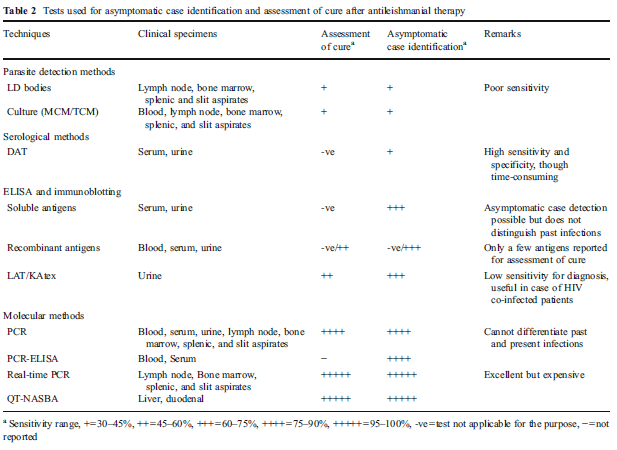 Table 2 Tests used for asymptomatic case identification and assessment of cure after antileishmanial therapy
Techniques Clinical specimens Assessment of cureᵃ Asymptomatic case identificationᵃ Remarks
Parasite detection methods
LD bodies Lymph node, bone marrow, + + Poor sensitivity
splenic and slit aspirates
Culture (MCM/TCM) Blood, lymph node, bone marrow, + +
splenic, and slit aspirates
Serological methods
DAT Serum, urine -ve + High sensitivity and
specificity, though
time-consuming
ELISA and immunoblotting
Soluble antigens Serum, urine -ve +++ Asymptomatic case detection
possible but does not
distinguish past infections
Recombinant antigens Blood, serum, urine -ve/++ -ve/+++ Only a few antigens reported
for assessment of cure
LAT/KAtex Urine ++ +++ Low sensitivity for diagnosis,
useful in case of HIV
co-infected patients
Molecular methods
PCR Blood, serum, urine, lymph node, bone ++++ ++++ Cannot differentiate past
marrow, splenic, and slit aspirates and present infections
PCR-ELISA Blood, Serum − ++++
Real-time PCR Lymph node, Bone marrow, +++++ +++++ Excellent but expensive
splenic, and slit aspirates
QT-NASBA Liver, duodenal +++++ +++++
ᵃ Sensitivity range, +=30–45%, ++=45–60%, +++=60–75%, ++++=75–90%, +++++=95–100%, -ve=test not applicable for the purpose, −=not
reported